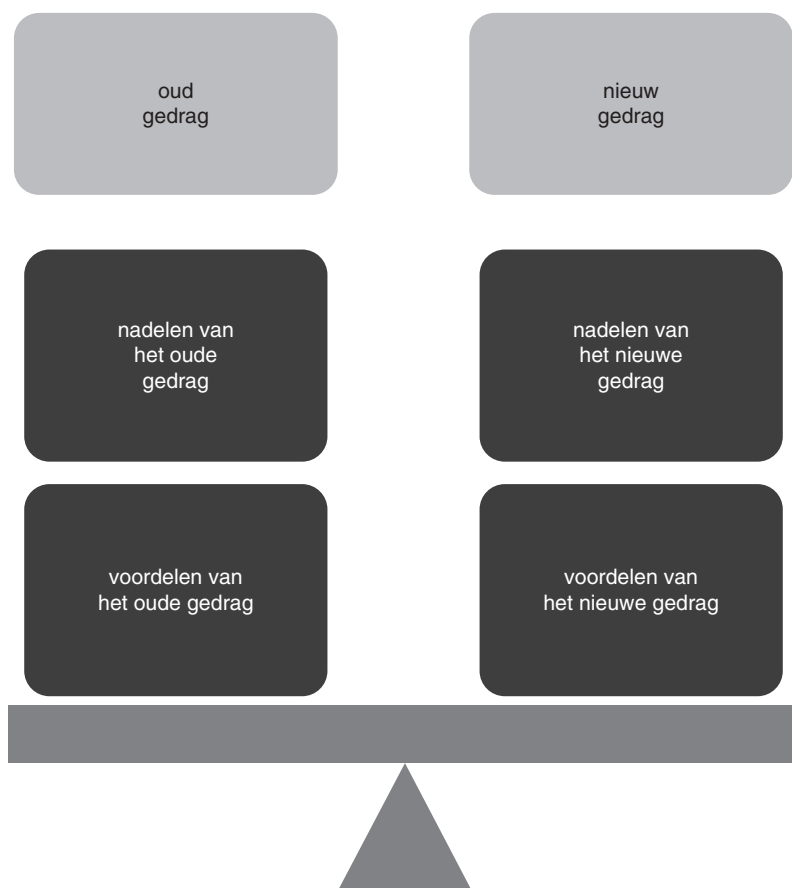 oud
gedrag
nieuw
gedrag
nadelen van
het oude
gedrag
nadelen van
het nieuwe
gedrag
voordelen van
het oude gedrag
voordelen van
het nieuwe gedrag